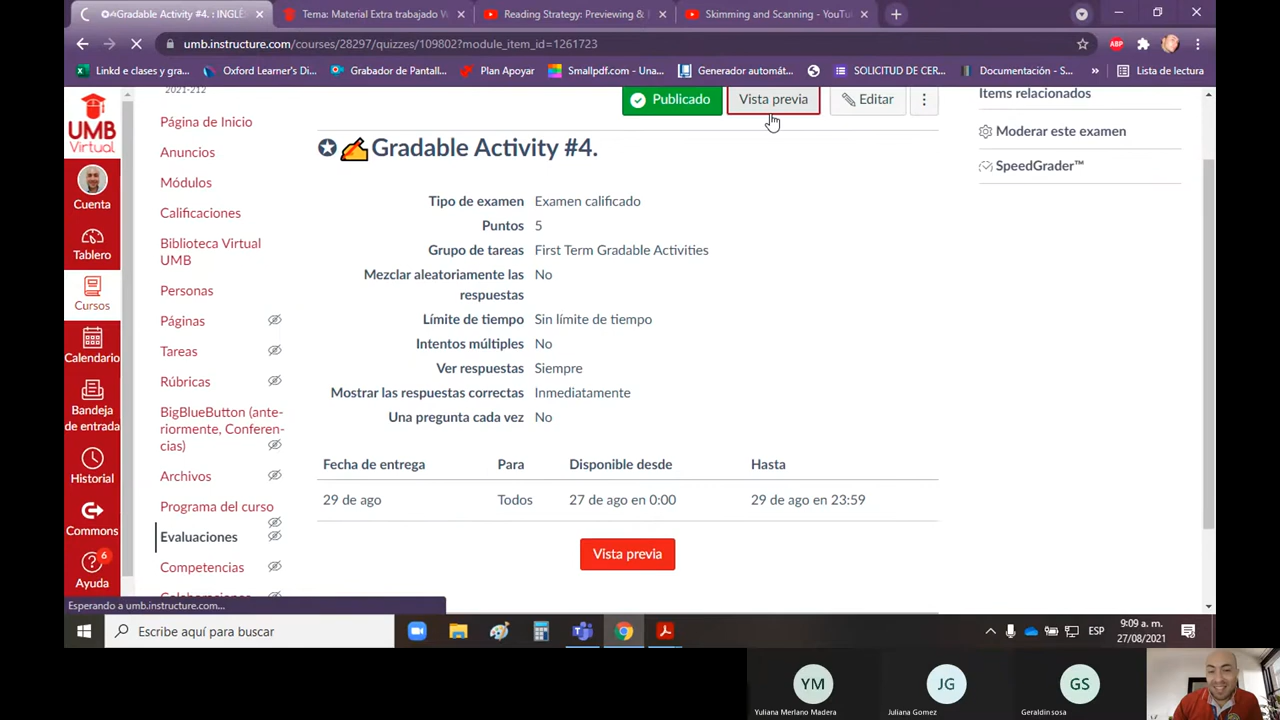 Gradable Activity #4. : INGLÉ
Tema: Material Extra trabajado V
Reading Strategy: Previewing &
Skimming and Scanning - YouTu
umb.instructure.com/courses/28297/quizzes/109802?module_item_id=1261723
Linkd e clases y gra...
Oxford Learner's Di...
Grabador de Pantall...
Plan Apoyar
Smallpdf.com - Una...
Generador automát...
SOLICITUD DE CER...
Documentación - S...
Lista de lectura
UMB
Virtual
Cuenta
Tablero
Cursos
Calendario
Bandeja
de entrada
Historial
Commons
6
Ayuda
2021-212
Página de Inicio
Anuncios
Módulos
Calificaciones
Biblioteca Virtual
UMB
Personas
Páginas
Tareas
Rúbricas
BigBlueButton (ante-
riormente, Conferen-
cias)
Archivos
Programa del curso
Evaluaciones
Competencias
Colaboraciones
Publicado
Vista previa
Editar
Gradable Activity #4.
Tipo de examen Examen calificado
Puntos 5
Grupo de tareas First Term Gradable Activities
Mezclar aleatoriamente las No
respuestas
Límite de tiempo Sin límite de tiempo
Intentos múltiples No
Ver respuestas Siempre
Mostrar las respuestas correctas Inmediatamente
Una pregunta cada vez No
Fecha de entrega Para Disponible desde Hasta
29 de ago Todos 27 de ago en 0:00 29 de ago en 23:59
Vista previa
Items relacionados
Moderar este examen
SpeedGrader™
Esperando a umb.instructure.com...
Escribe aquí para buscar
ABP
ESP
9:09 a. m.
27/08/2021
YM
Yuliana Merlano Madera
JG
Juliana Gomez
GS
Geraldin sosa